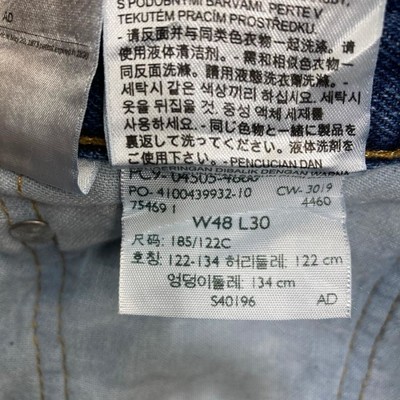 AD
S PODOBNÝMI BARVAMI. PERTE V
TEKUTÉM PRACÍM PROSTŘEDKU.
- 请反面并与同类色衣物一起洗涤。请
使用液体清洁剂。- 需和相似色衣物一
同反面洗滌。請用液態洗衣劑洗滌。-
세탁시 같은 색상끼리 하십시요. 세탁시
옷을 뒤집을 것. 중성 액체 세제를
사용하세요. - 同じ色物と一緒に製品を
裏返して洗ってください。液体洗剤を
ご使用下さい。- PENCUCIAN DAN
PENGERINGAN DIBALIK DENGAN WARNA
PC9-04505-4660
PO- 4100439932-10 CW- 3019
75469 1 4460
W48 L30
尺码: 185/122C
호칭: 122-134 허리둘레: 122 cm
엉덩이둘레: 134 cm
S40196 AD